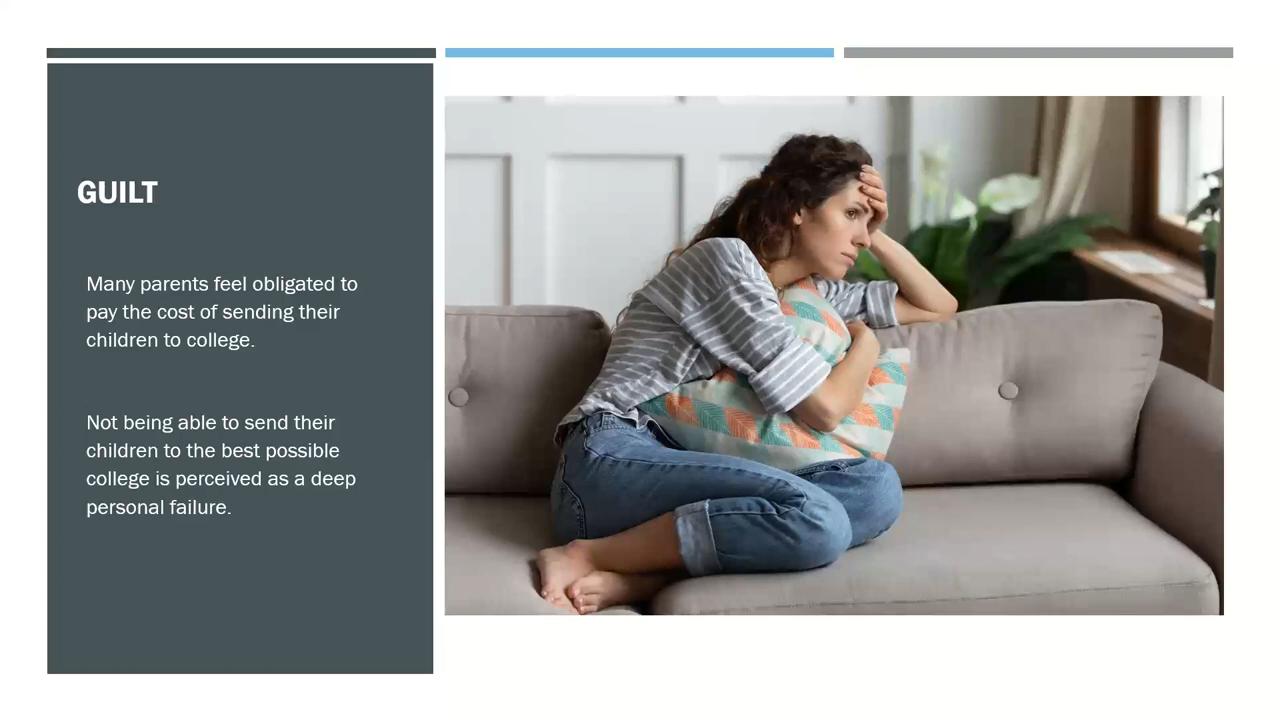 GUILT
Many parents feel obligated to
pay the cost of sending their
children to college.
Not being able to send their
children to the best possible
college is perceived as a deep
personal failure.